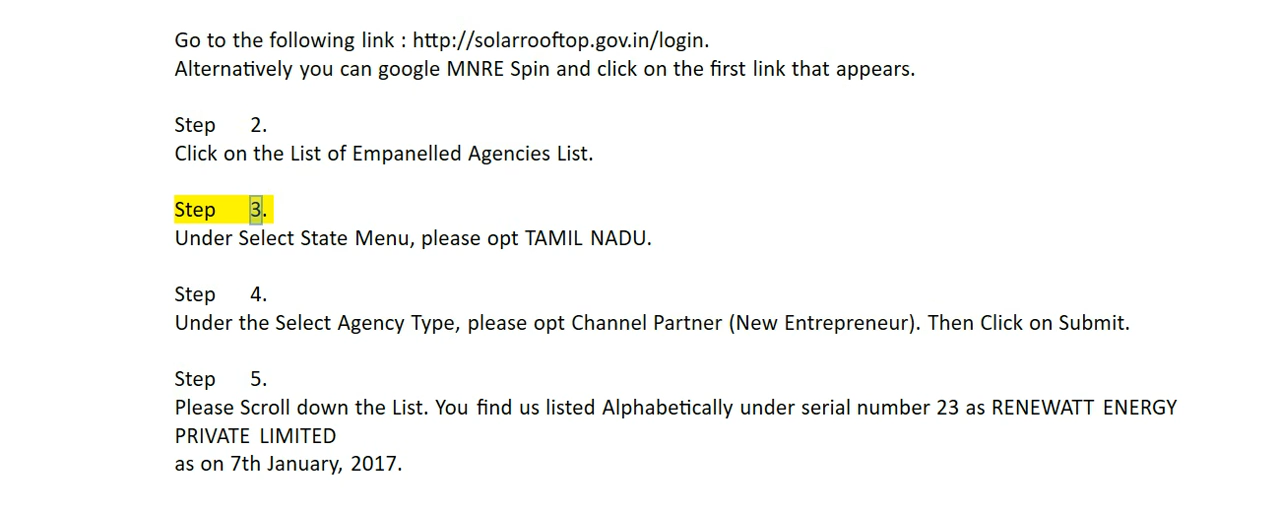 Go to the following link : http://solarrooftop.gov.in/login.
Alternatively you can google MNRE Spin and click on the first link that appears.
Step 2.
Click on the List of Empanelled Agencies List.
Step 3.
Under Select State Menu, please opt TAMIL NADU.
Step 4.
Under the Select Agency Type, please opt Channel Partner (New Entrepreneur). Then Click on Submit.
Step 5.
Please Scroll down the List. You find us listed Alphabetically under serial number 23 as RENEWATT ENERGY
PRIVATE LIMITED
as on 7th January, 2017.